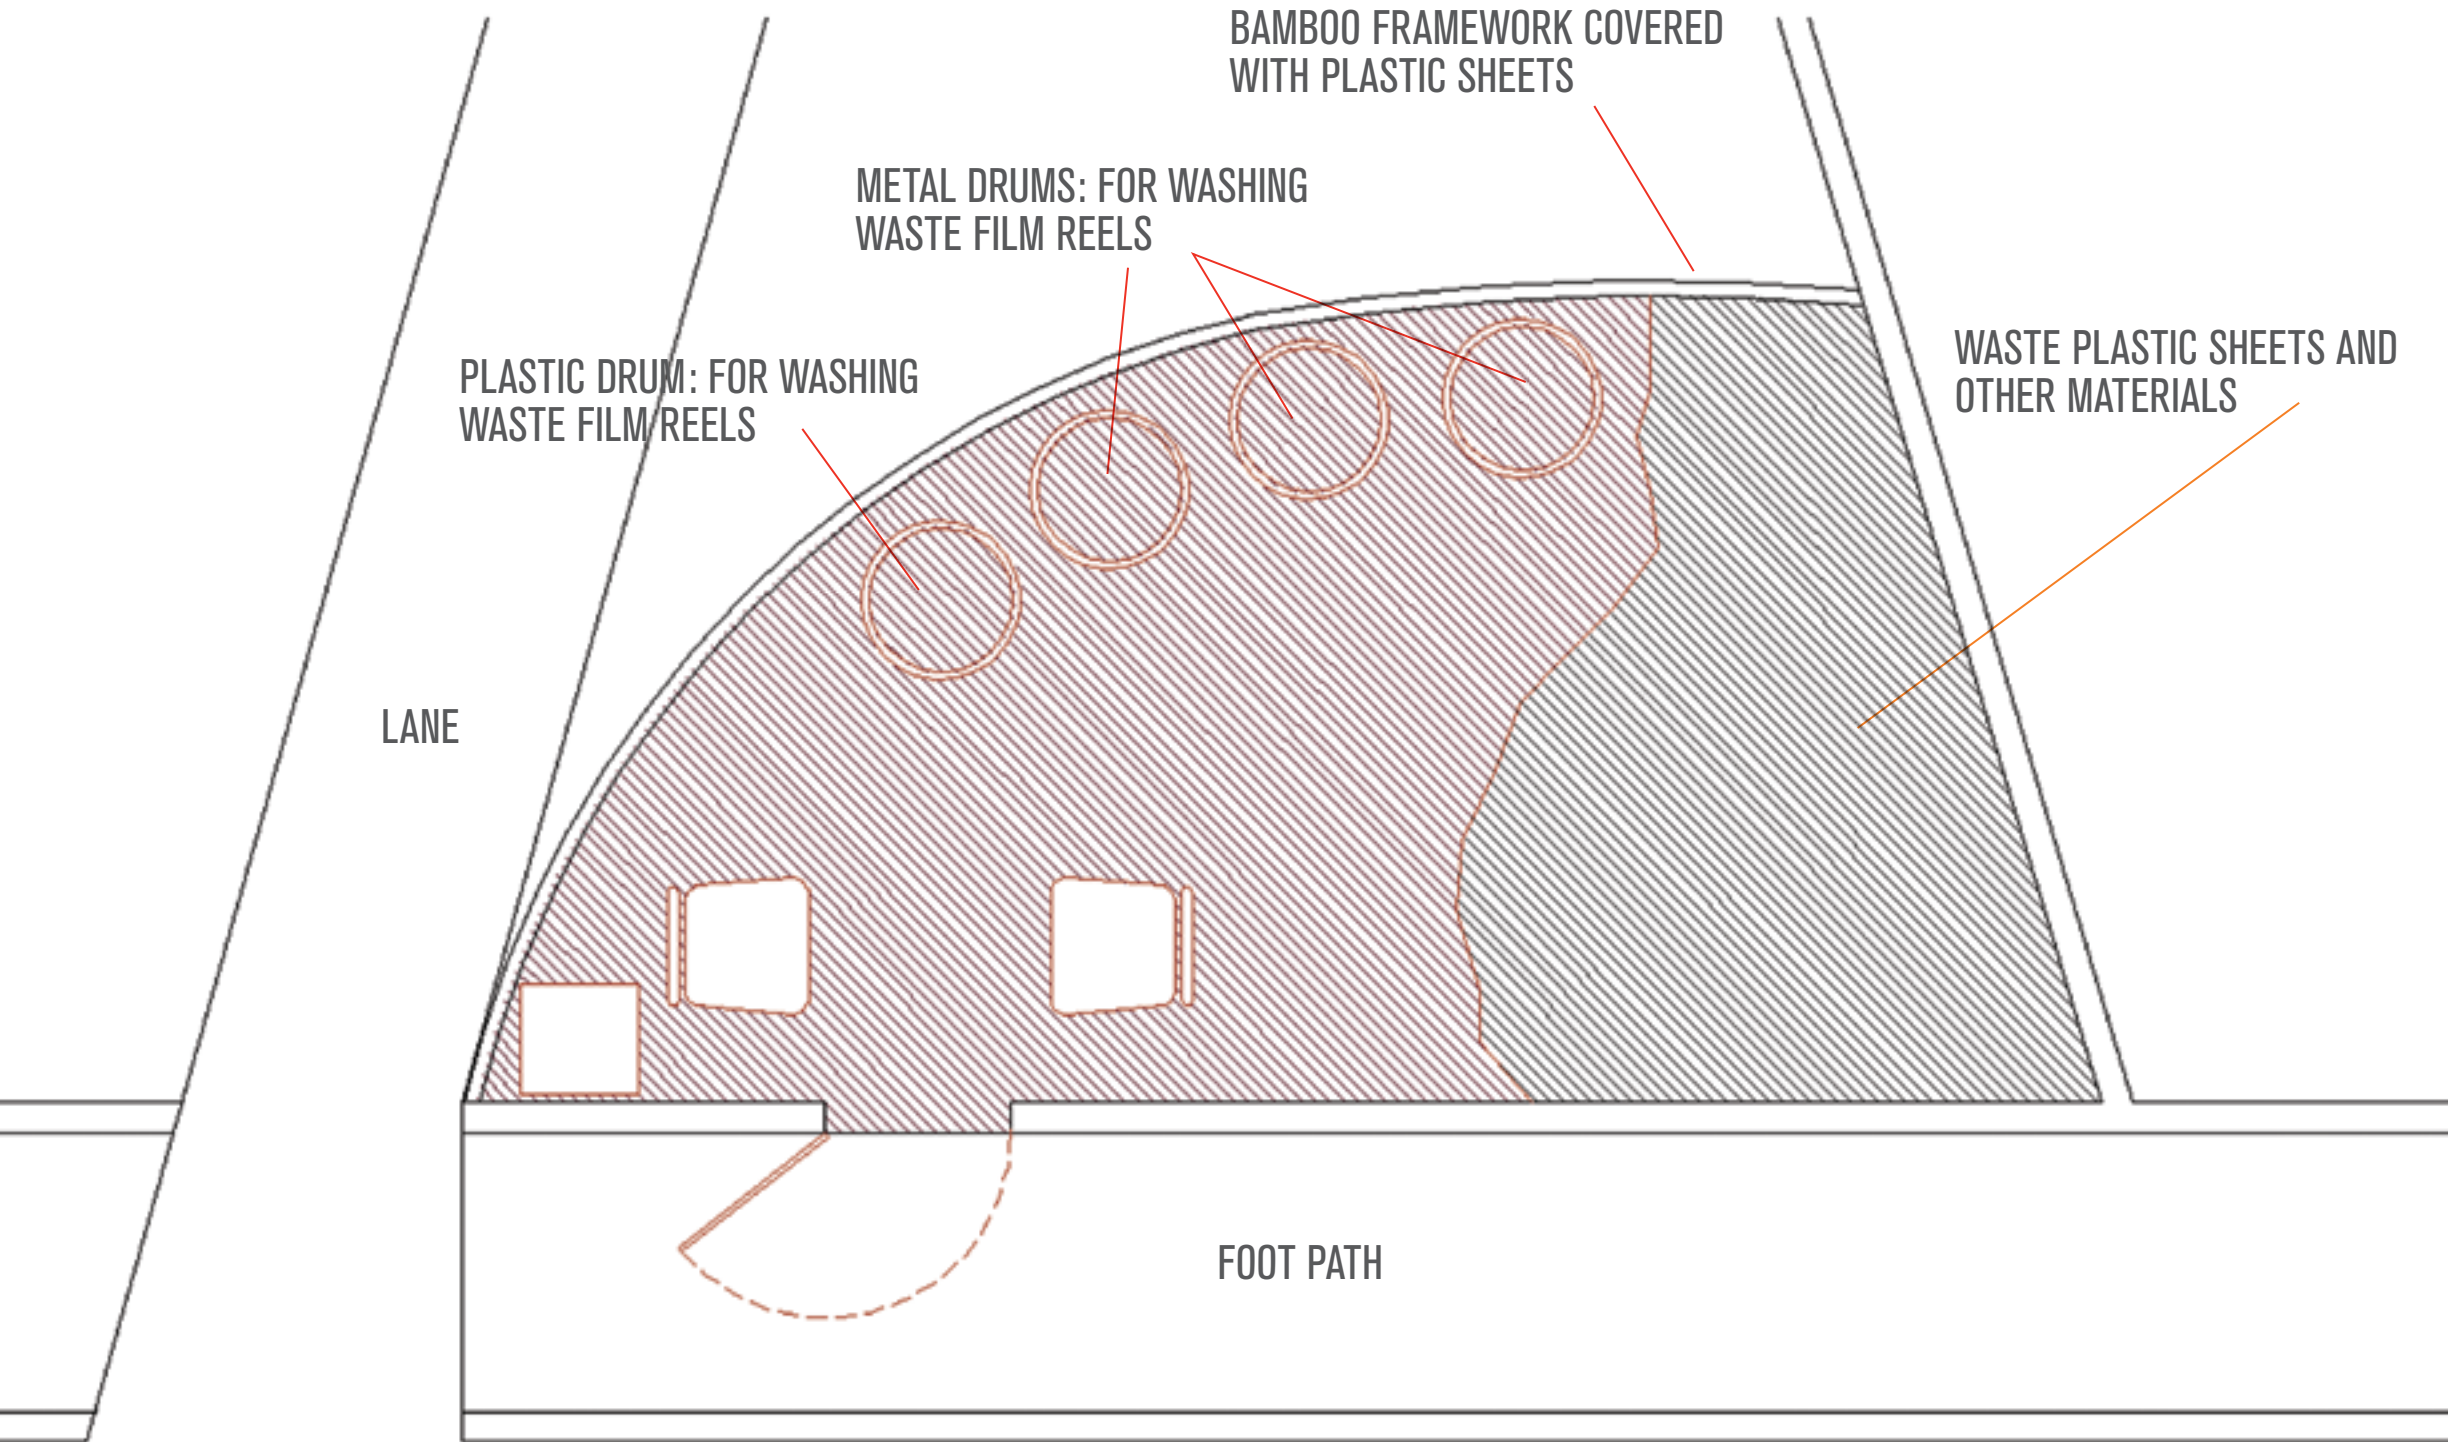 BAMBOO FRAMEWORK COVERED
WITH PLASTIC SHEETS
METAL DRUMS: FOR WASHING
WASTE FILM REELS
PLASTIC DRUM: FOR WASHING
WASTE FILM REELS
WASTE PLASTIC SHEETS AND
OTHER MATERIALS
LANE
FOOT PATH